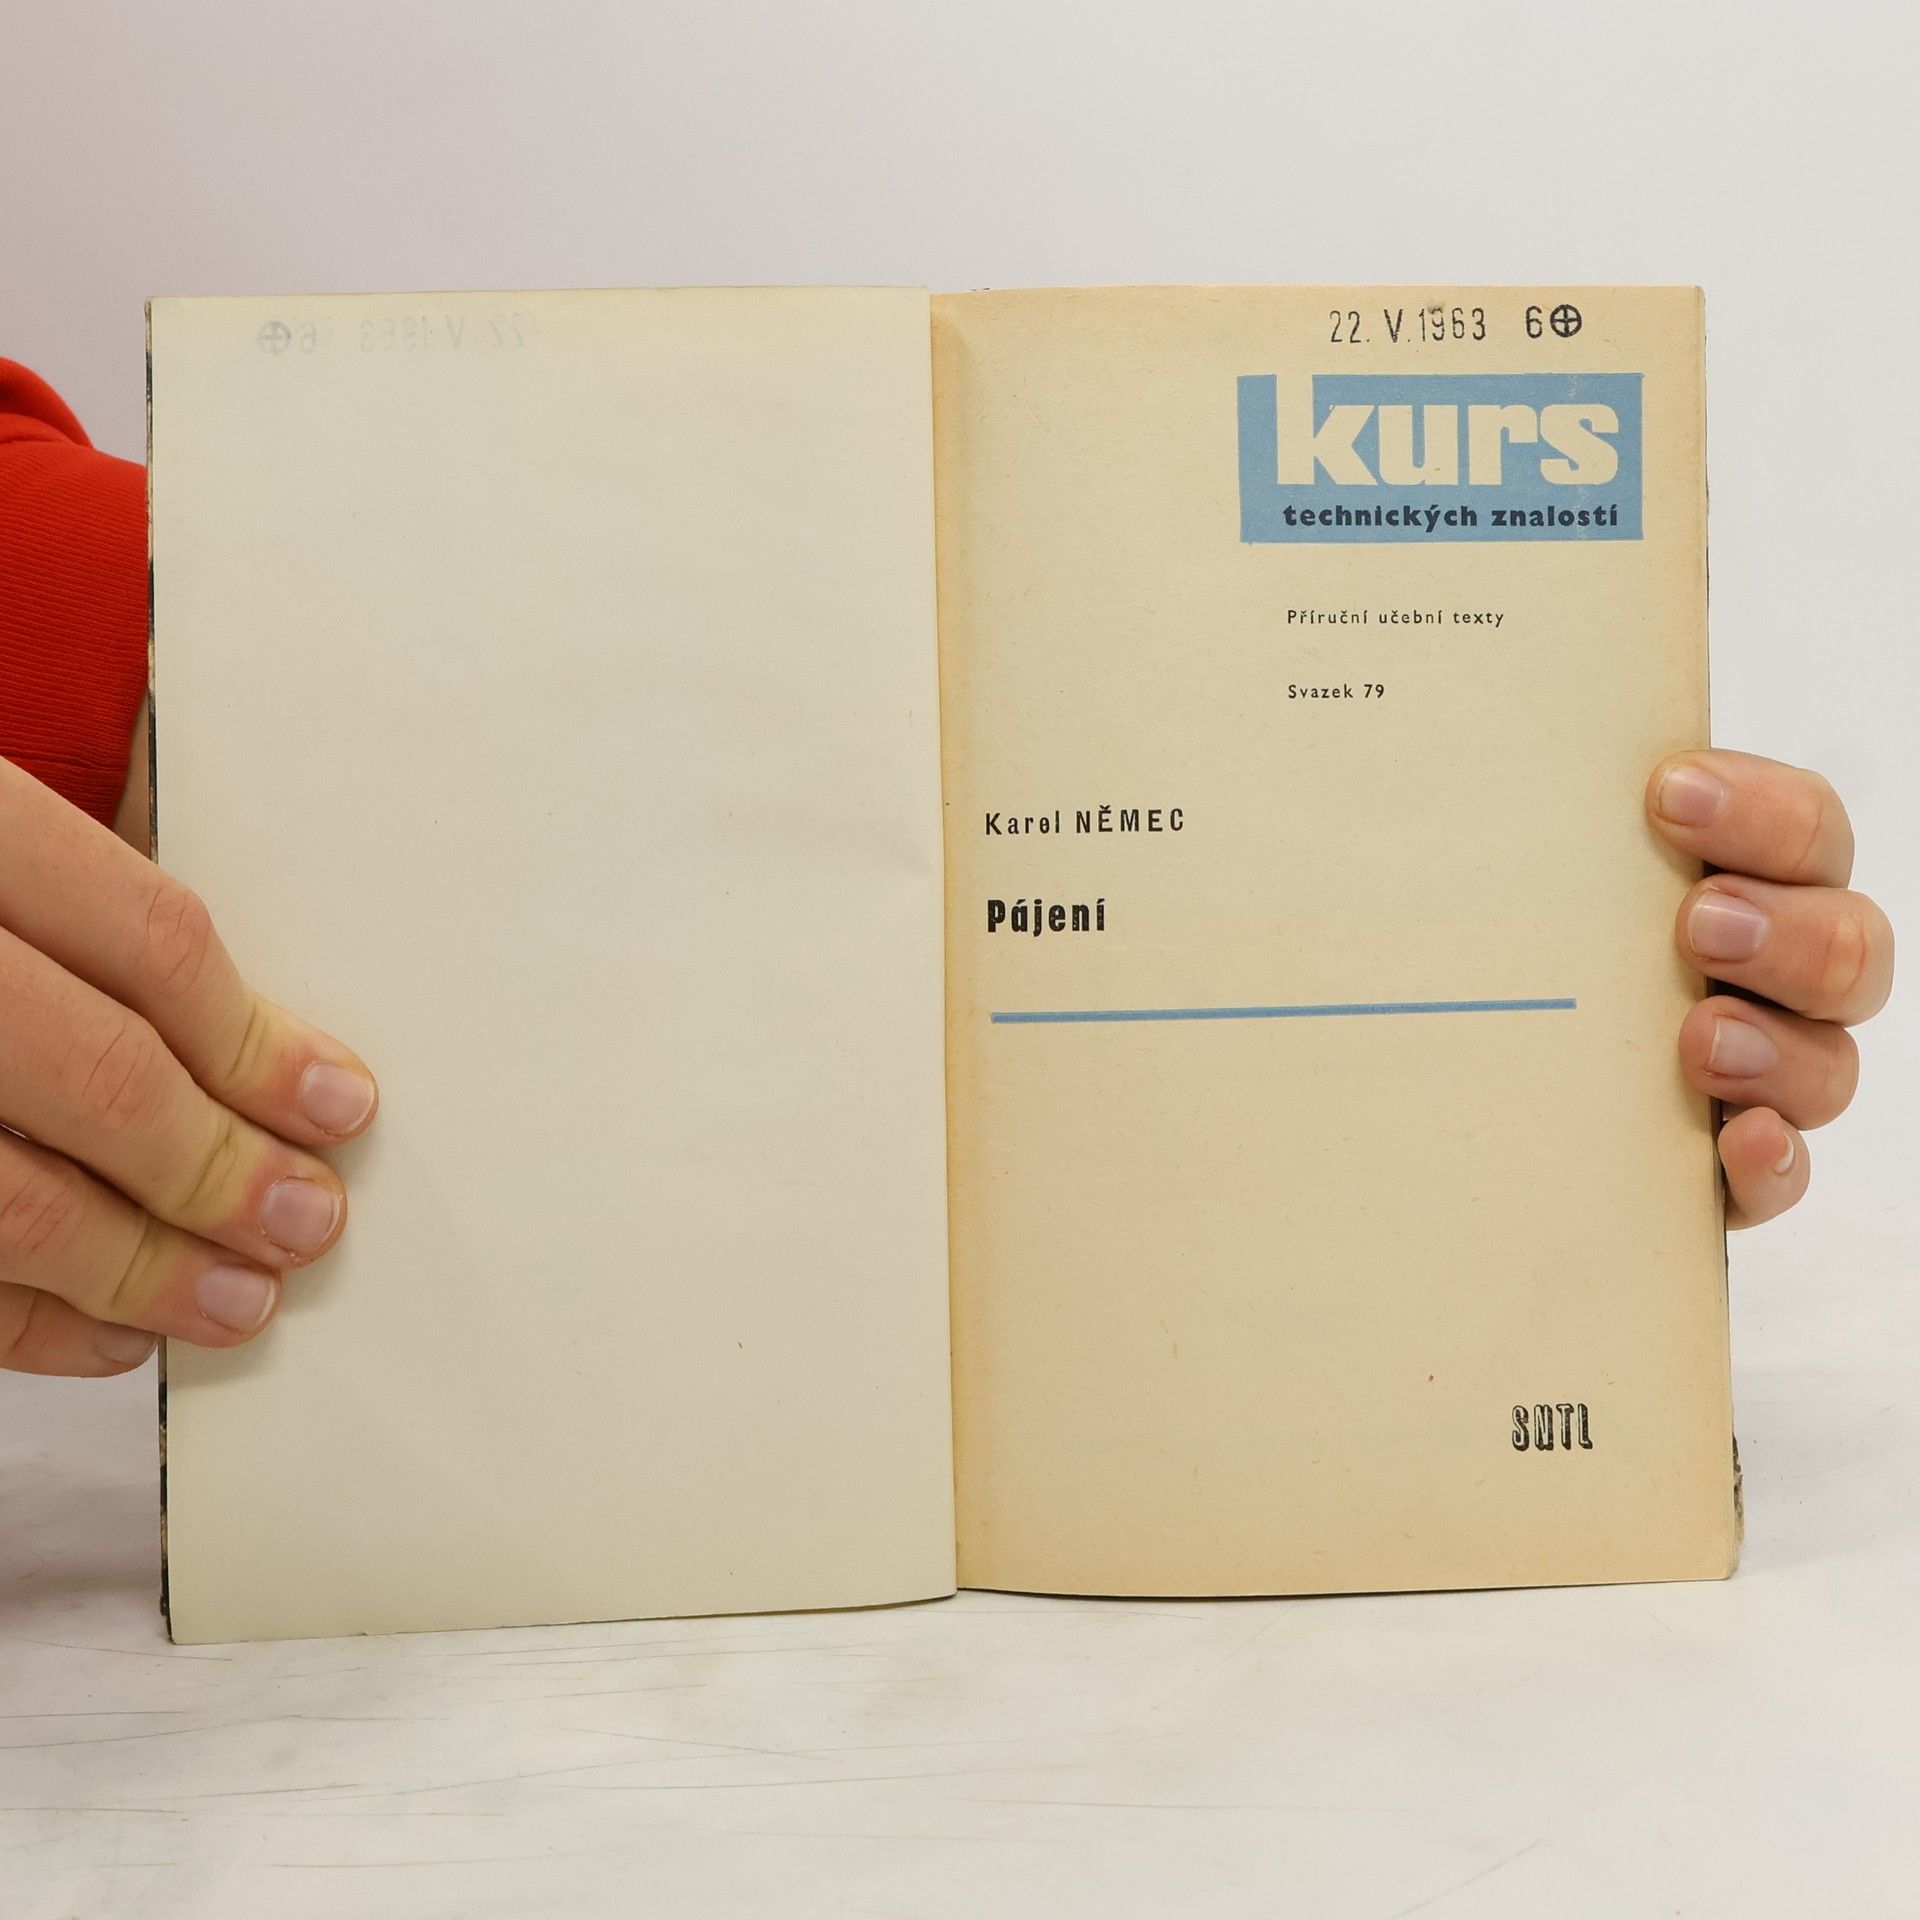 22. V. 1963 6⊕
kurs
technických znalostí
Příruční učební texty
Svazek 79
Karel NĚMEC
Pájení
SNTL